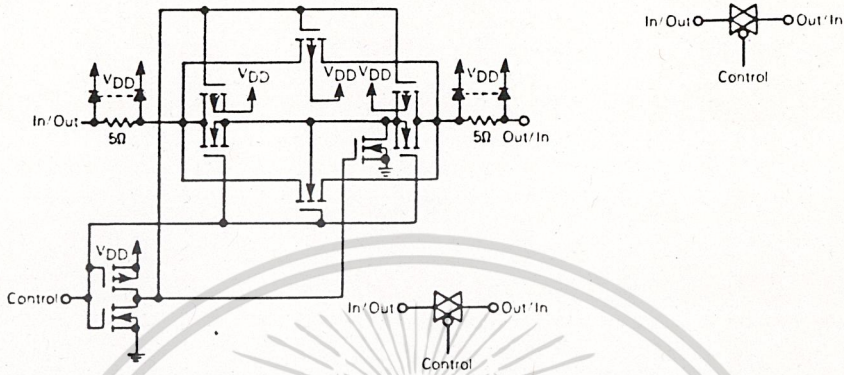 In/Out
Out/In
Control
VDD
VDD
VDD VDD
VDD
In/Out
5Ω
5Ω
Out/In
VDD
Control
In/Out
Out/In
Control